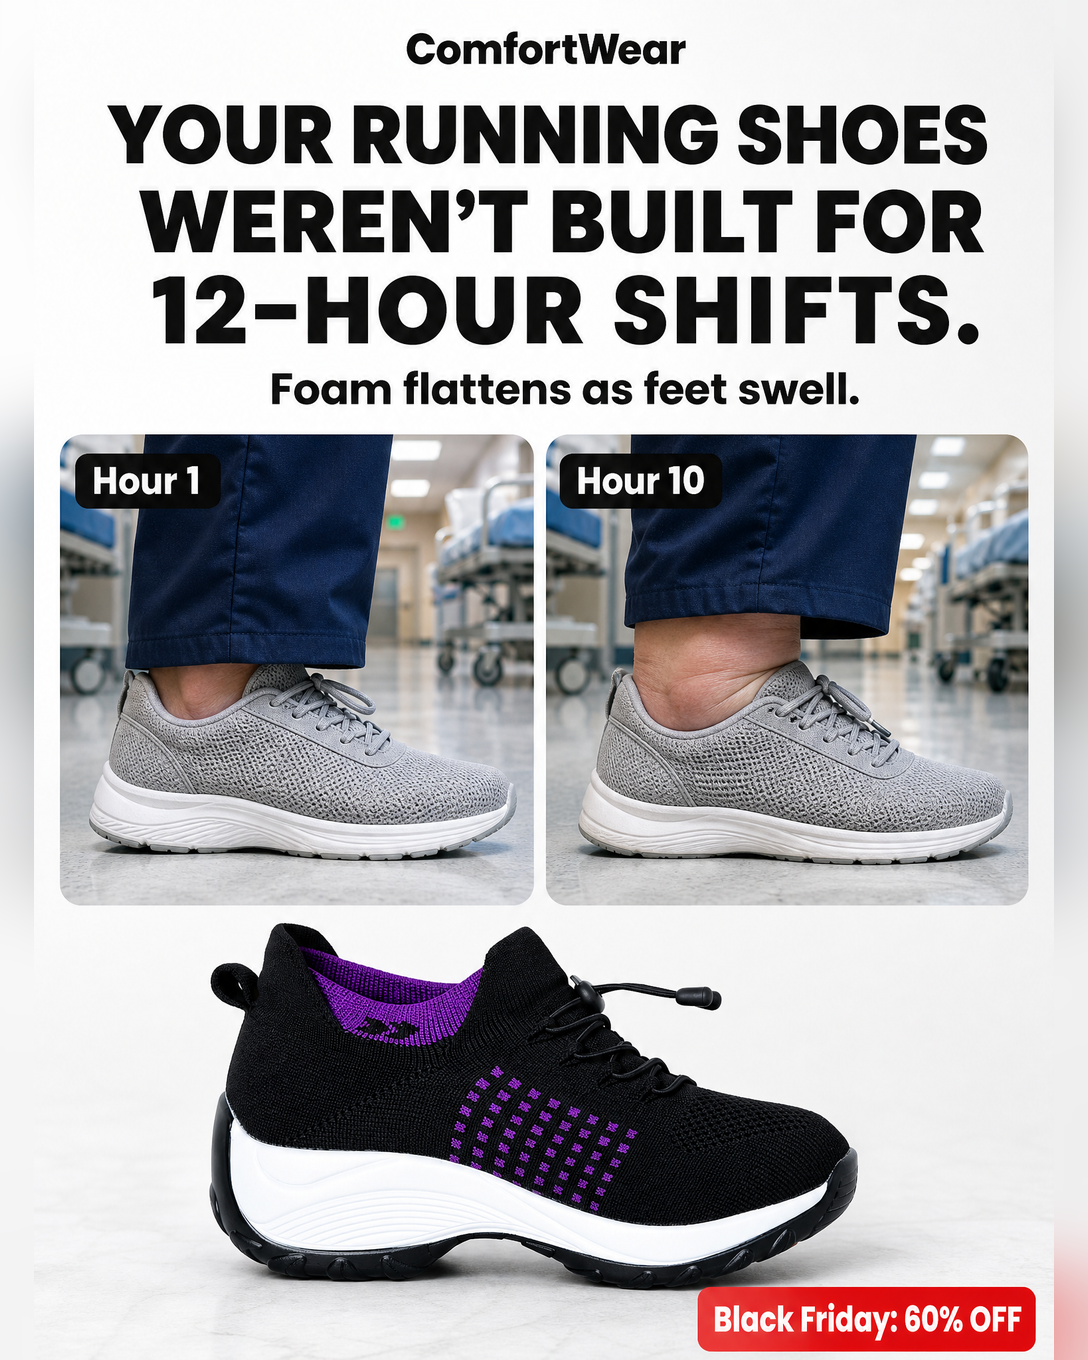 ComfortWear
YOUR RUNNING SHOES
WEREN’T BUILT FOR
12-HOUR SHIFTS.
Foam flattens as feet swell.
Hour 1
Hour 10
Black Friday: 60% OFF